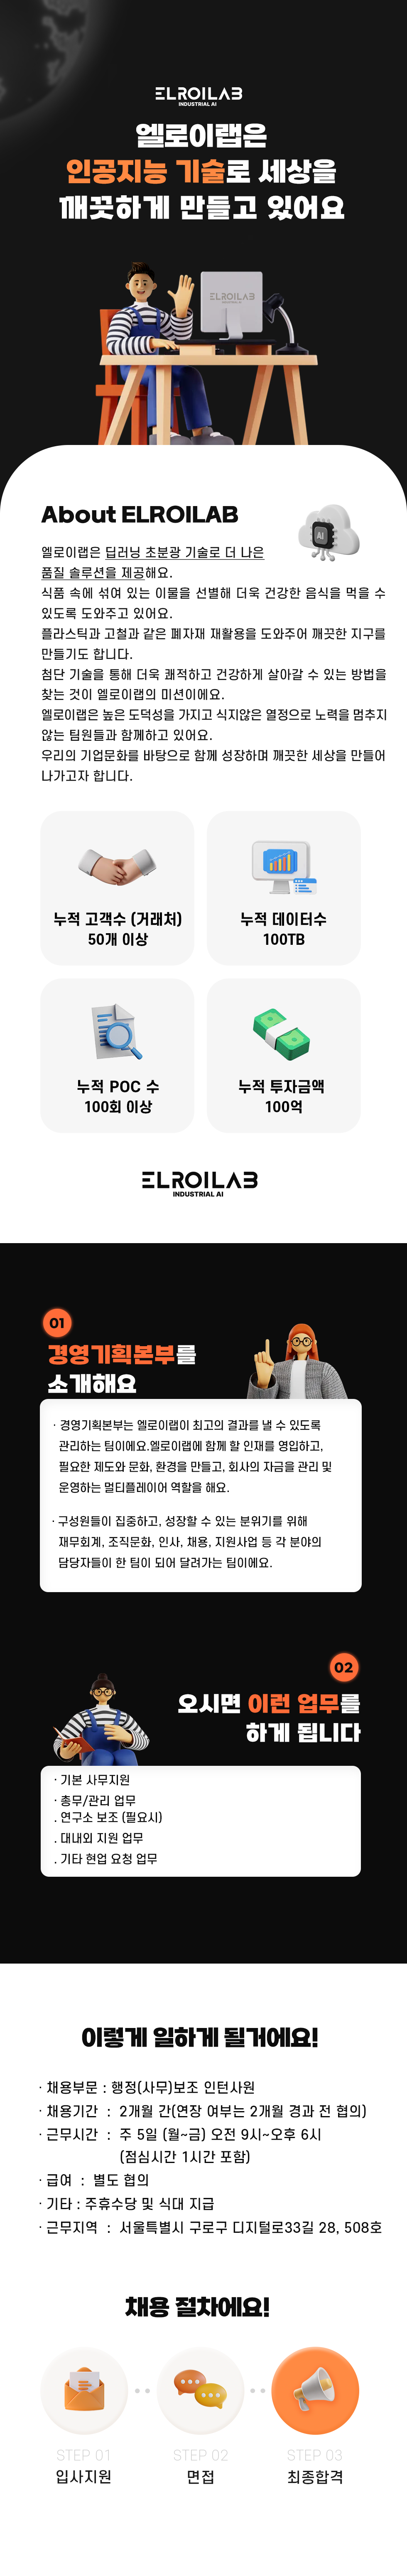 ELROILAB
INDUSTRIAL AI
엘로이랩은
인공지능 기술로 세상을
깨끗하게 만들고 있어요
ELROILAB
INDUSTRIAL AI
About ELROILAB
AI
엘로이랩은 딥러닝 초분광 기술로 더 나은
품질 솔루션을 제공해요.
식품 속에 섞여 있는 이물을 선별해 더욱 건강한 음식을 먹을 수
있도록 도와주고 있어요.
플라스틱과 고철과 같은 폐자재 재활용을 도와주어 깨끗한 지구를
만들기도 합니다.
첨단 기술을 통해 더욱 쾌적하고 건강하게 살아갈 수 있는 방법을
찾는 것이 엘로이랩의 미션이에요.
엘로이랩은 높은 도덕성을 가지고 식지않은 열정으로 노력을 멈추지
않는 팀원들과 함께하고 있어요.
우리의 기업문화를 바탕으로 함께 성장하며 깨끗한 세상을 만들어
나가고자 합니다.
누적 고객수 (거래처)
50개 이상
누적 데이터수
100TB
누적 POC 수
100회 이상
누적 투자금액
100억
ELROILAB
INDUSTRIAL AI
01
경영기획본부를
소개해요
· 경영기획본부는 엘로이랩이 최고의 결과를 낼 수 있도록
관리하는 팀이에요.엘로이랩에 함께 할 인재를 영입하고,
필요한 제도와 문화, 환경을 만들고, 회사의 자금을 관리 및
운영하는 멀티플레이어 역할을 해요.
· 구성원들이 집중하고, 성장할 수 있는 분위기를 위해
재무회계, 조직문화, 인사, 채용, 지원사업 등 각 분야의
담당자들이 한 팀이 되어 달려가는 팀이에요.
02
오시면 이런 업무를
하게 됩니다
· 기본 사무지원
· 총무/관리 업무
. 연구소 보조 (필요시)
. 대내외 지원 업무
. 기타 현업 요청 업무
이렇게 일하게 될거에요!
· 채용부문 : 행정(사무)보조 인턴사원
· 채용기간 : 2개월 간(연장 여부는 2개월 경과 전 협의)
· 근무시간 : 주 5일 (월~금) 오전 9시~오후 6시
(점심시간 1시간 포함)
· 급여 : 별도 협의
· 기타 : 주휴수당 및 식대 지급
· 근무지역 : 서울특별시 구로구 디지털로33길 28, 508호
채용 절차에요!
STEP 01
입사지원
STEP 02
면접
STEP 03
최종합격